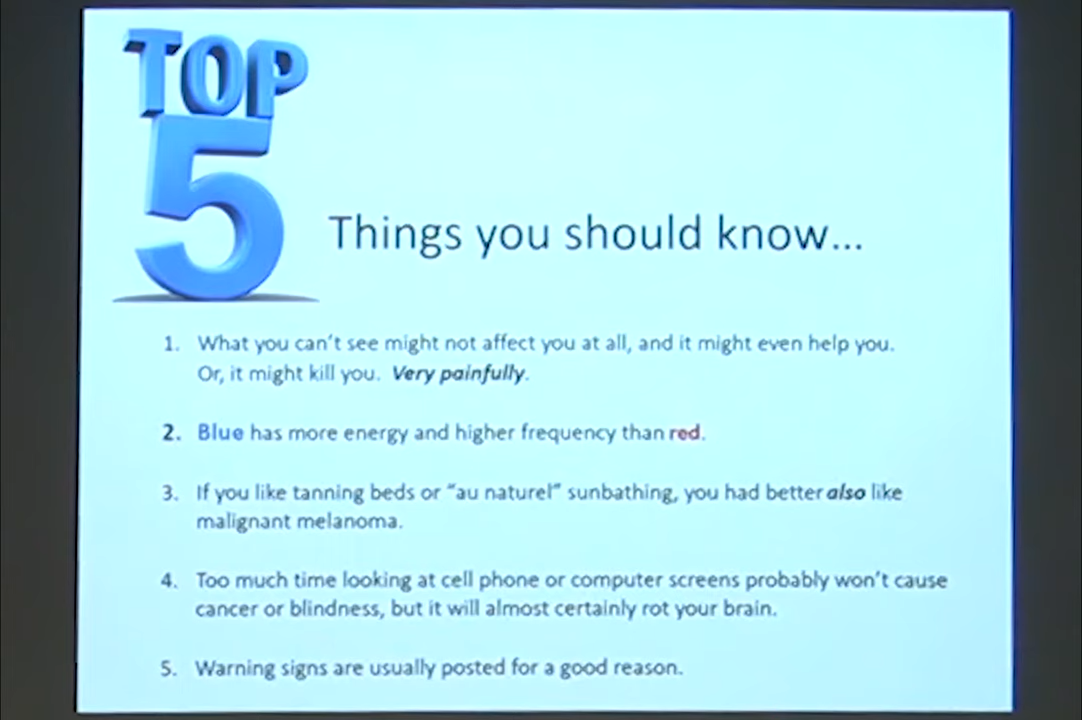 TOP
5
Things you should know...
1. What you can't see might not affect you at all, and it might even help you.
Or, it might kill you. Very painfully.
2. Blue has more energy and higher frequency than red.
3. If you like tanning beds or "au naturel" sunbathing, you had better also like
malignant melanoma.
4. Too much time looking at cell phone or computer screens probably won't cause
cancer or blindness, but it will almost certainly rot your brain.
5. Warning signs are usually posted for a good reason.